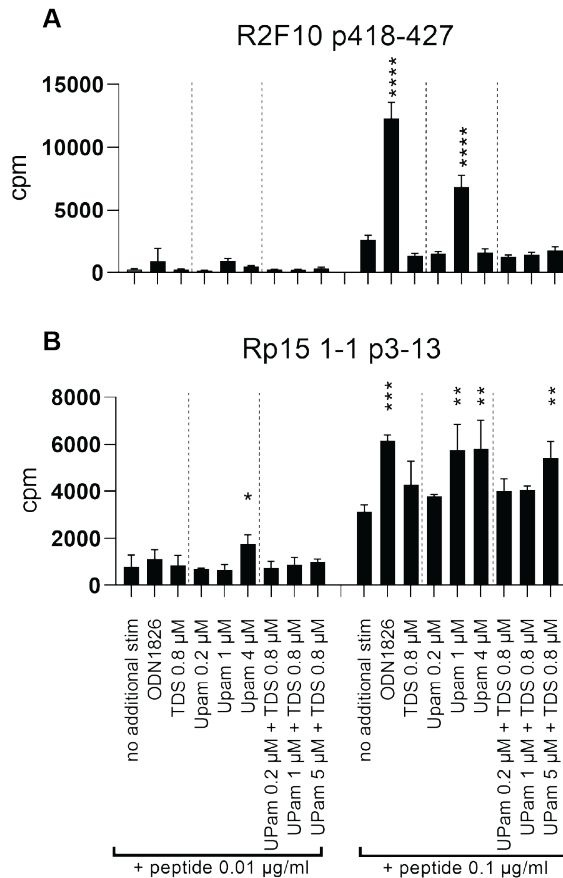 A
R2F10 p418-427
cpm
15000
10000
5000
0
****
****
B
Rp15 1-1 p3-13
cpm
8000
6000
4000
2000
0
*
***
**
**
**
no additional stim
ODN1826
TDS 0.8 µM
Upam 0.2 µM
Upam 1 µM
Upam 4 µM
UPam 0.2 µM + TDS 0.8 µM
UPam 1 µM + TDS 0.8 µM
UPam 5 µM + TDS 0.8 µM
no additional stim
ODN1826
TDS 0.8 µM
Upam 0.2 µM
Upam 1 µM
Upam 4 µM
UPam 0.2 µM + TDS 0.8 µM
UPam 1 µM + TDS 0.8 µM
UPam 5 µM + TDS 0.8 µM
+ peptide 0.01 µg/ml
+ peptide 0.1 µg/ml